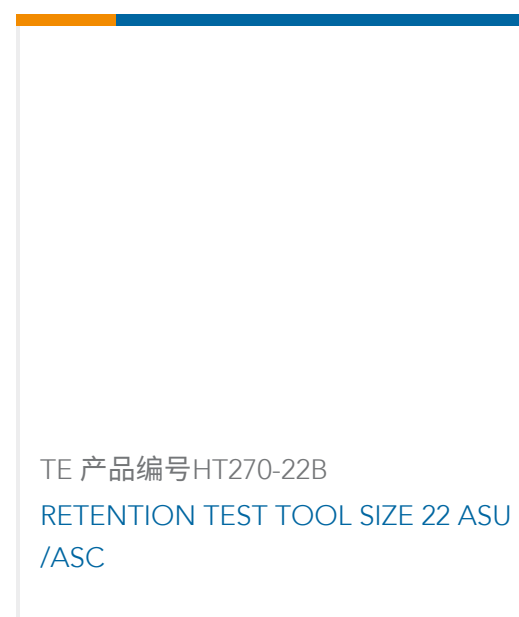 TE 产品编号HT270-22B
RETENTION TEST TOOL SIZE 22 ASU
/ASC